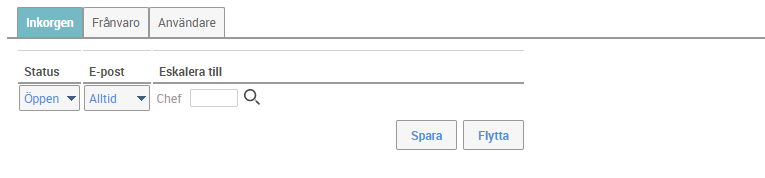 Inkorgen Frånvaro Användare
Status E-post Eskalera till
Öppen Alltid Chef
Spara Flytta